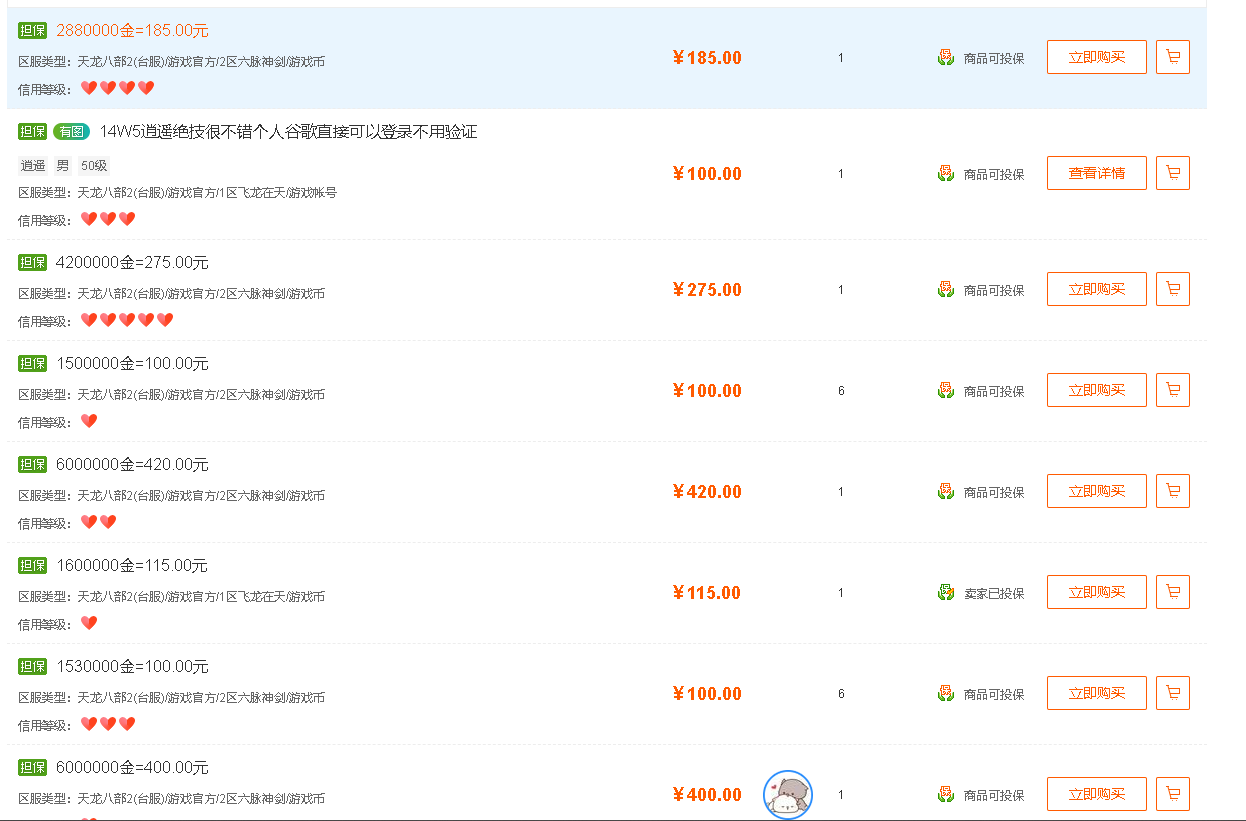 担保 2880000金=185.00元
区服类型：天龙八部2(台服)/游戏官方/2区六脉神剑/游戏币
¥185.00 1 商品可投保 立即购买
信用等级：
担保 有图 14W5逍遥绝技很不错个人谷歌直接可以登录不用验证
逍遥 男 50级
¥100.00 1 商品可投保 查看详情
区服类型：天龙八部2(台服)/游戏官方/1区飞龙在天/游戏帐号
信用等级：
担保 4200000金=275.00元
区服类型：天龙八部2(台服)/游戏官方/2区六脉神剑/游戏币
¥275.00 1 商品可投保 立即购买
信用等级：
担保 1500000金=100.00元
区服类型：天龙八部2(台服)/游戏官方/2区六脉神剑/游戏币
¥100.00 6 商品可投保 立即购买
信用等级：
担保 6000000金=420.00元
区服类型：天龙八部2(台服)/游戏官方/2区六脉神剑/游戏币
¥420.00 1 商品可投保 立即购买
信用等级：
担保 1600000金=115.00元
区服类型：天龙八部2(台服)/游戏官方/1区飞龙在天/游戏币
¥115.00 1 卖家已投保 立即购买
信用等级：
担保 1530000金=100.00元
区服类型：天龙八部2(台服)/游戏官方/2区六脉神剑/游戏币
¥100.00 6 商品可投保 立即购买
信用等级：
担保 6000000金=400.00元
区服类型：天龙八部2(台服)/游戏官方/2区六脉神剑/游戏币
¥400.00 1 商品可投保 立即购买